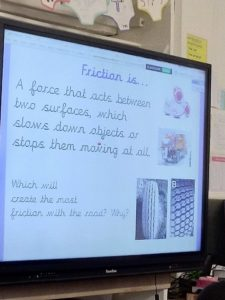 Friction is...
A force that acts between
two surfaces, which
slows down objects or
stops them moving at all.
Which will
create the most
friction with the road? Why?
A
B